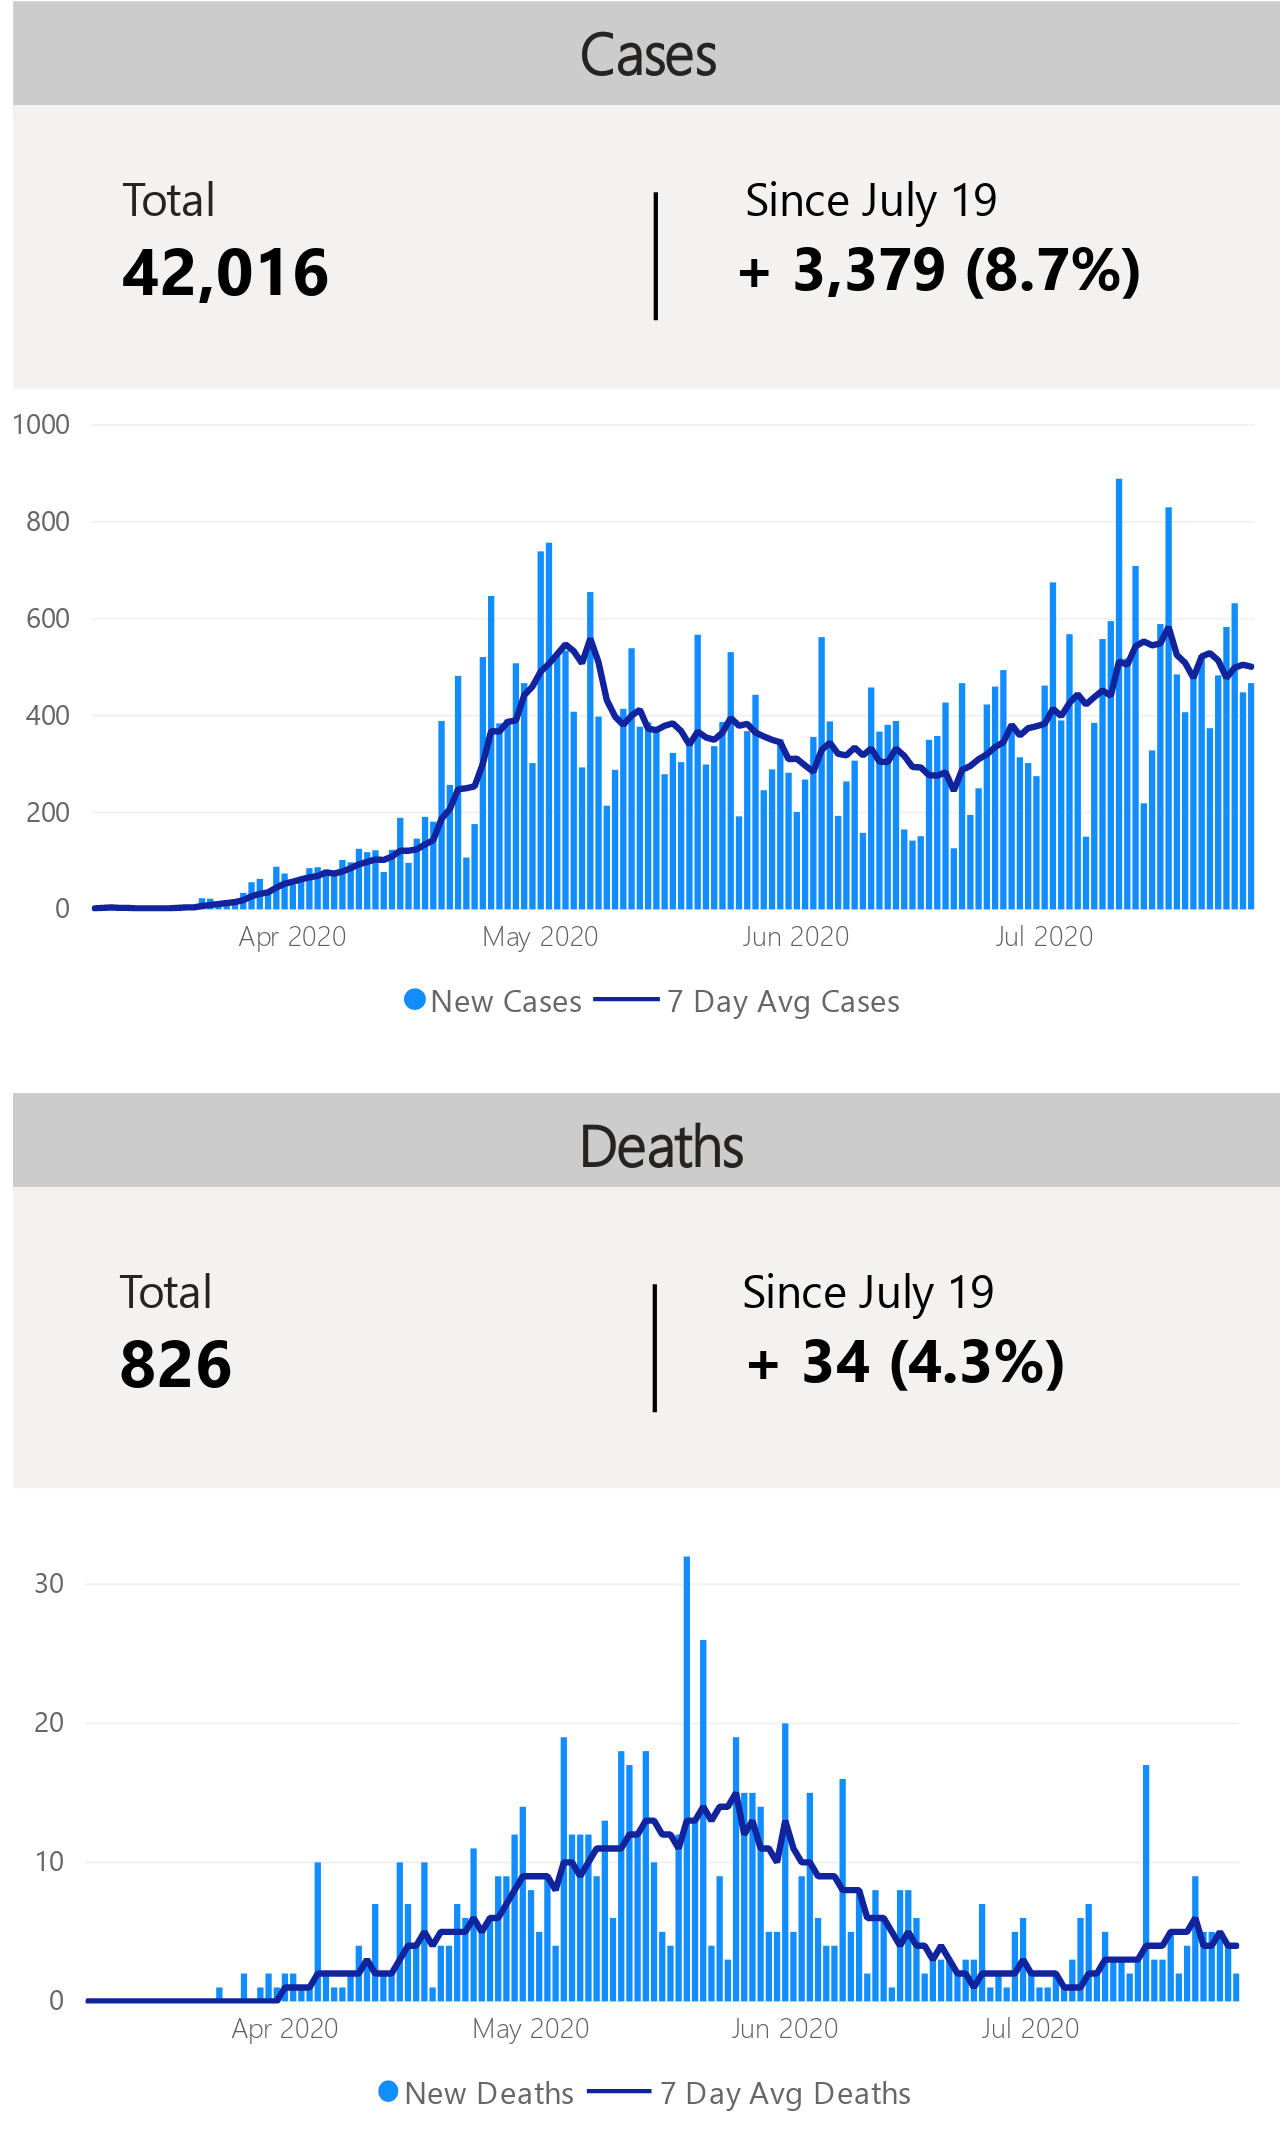 Cases
Total
42,016
Since July 19
+ 3,379 (8.7%)
1000
800
600
400
200
0
Apr 2020 May 2020 Jun 2020 Jul 2020
New Cases 7 Day Avg Cases
Deaths
Total
826
Since July 19
+ 34 (4.3%)
30
20
10
0
Apr 2020 May 2020 Jun 2020 Jul 2020
New Deaths 7 Day Avg Deaths